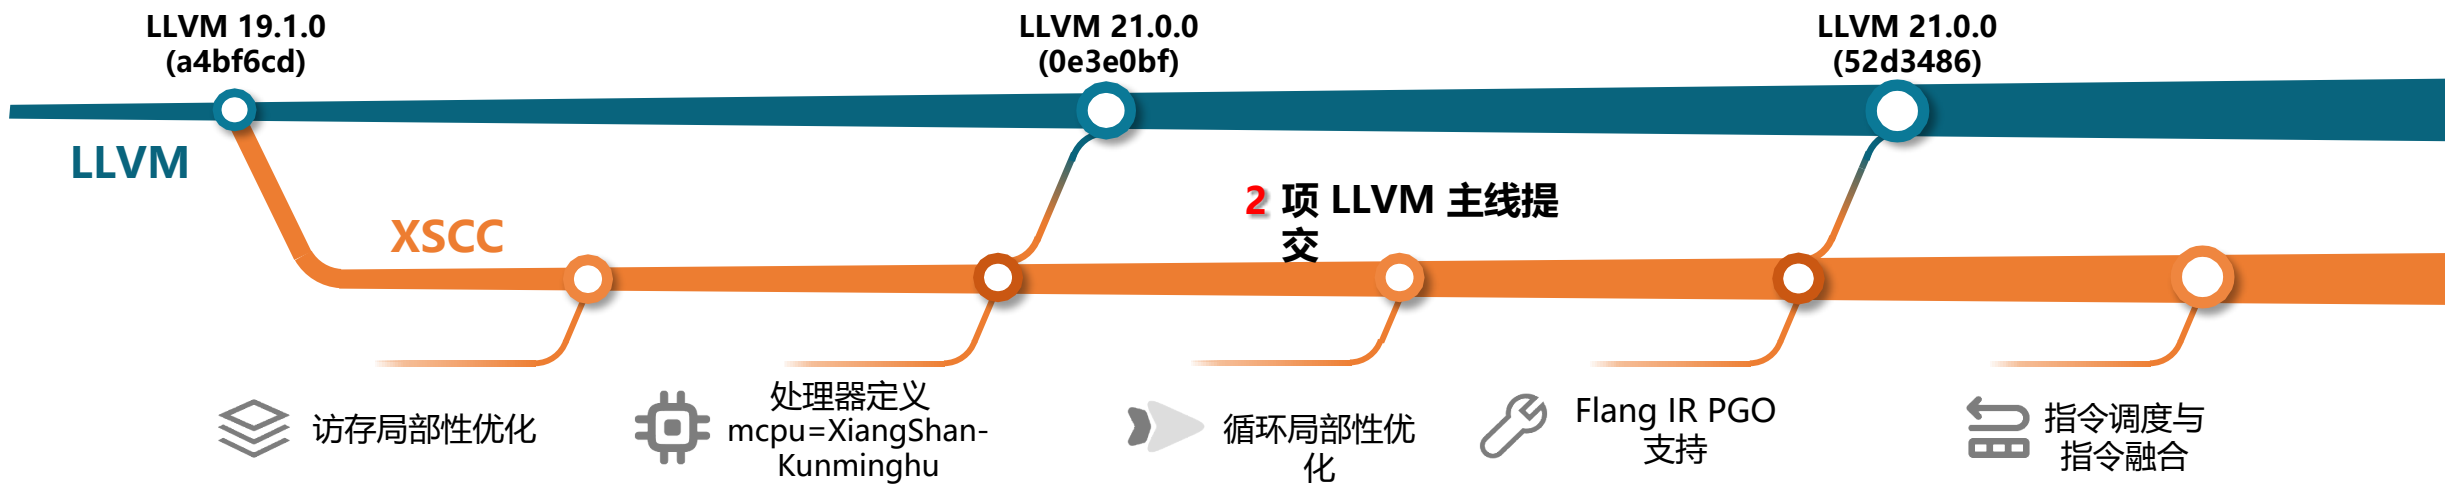 LLVM 19.1.0
(a4bf6cd)
LLVM 21.0.0
(0e3e0bf)
LLVM 21.0.0
(52d3486)
LLVM
XSCC
2 项 LLVM 主线提
交
访存局部性优化
处理器定义
mcpu=XiangShan-
Kunminghu
循环局部性优
化
Flang IR PGO
支持
指令调度与
指令融合